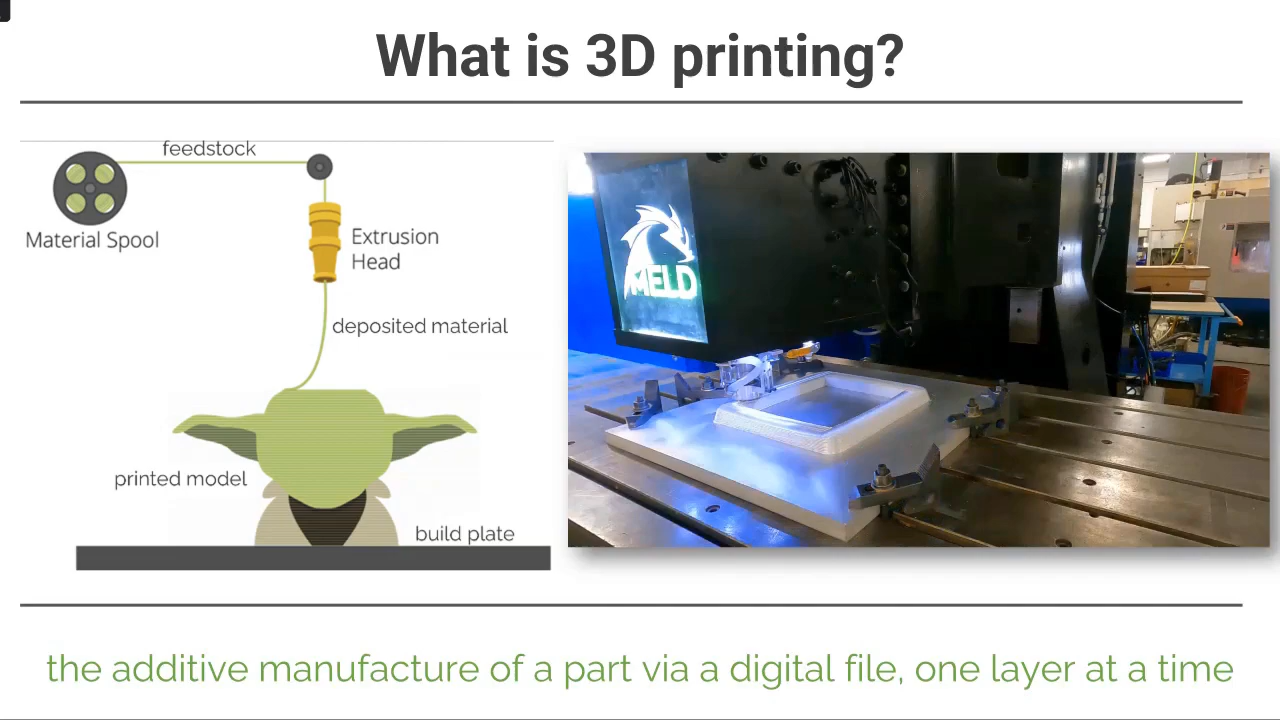 What is 3D printing?
feedstock
Material Spool
Extrusion
Head
deposited material
printed model
build plate
MELD
the additive manufacture of a part via a digital file, one layer at a time